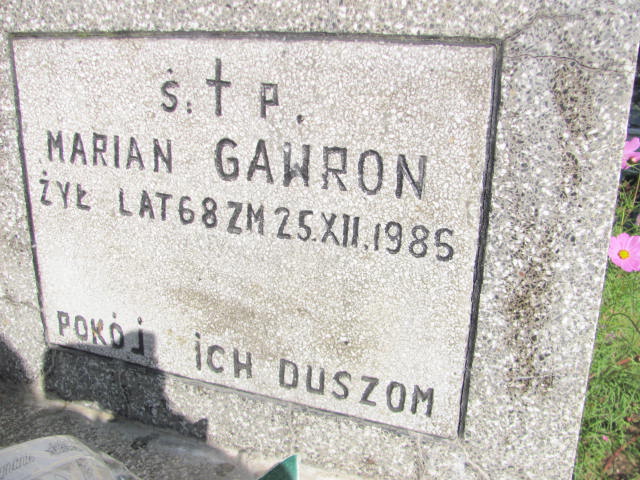 Ś. † P.
MARIAN GAWRON
ŻYŁ LAT 68 ZM 25.XII.1985
POKÓJ ICH DUSZOM